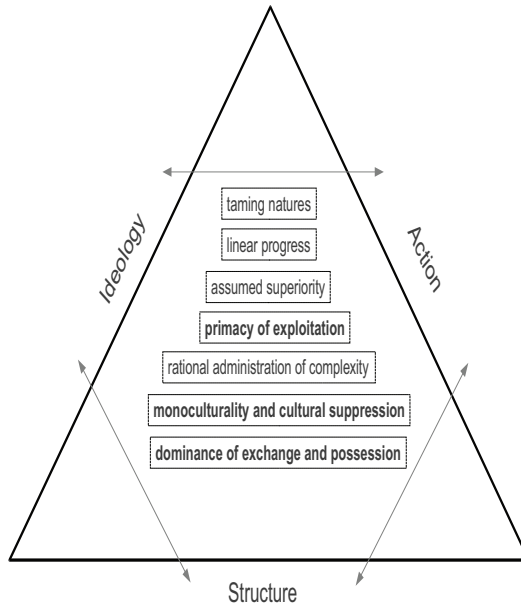 Ideology
Action
taming natures
linear progress
assumed superiority
primacy of exploitation
rational administration of complexity
monoculturality and cultural suppression
dominance of exchange and possession
Structure